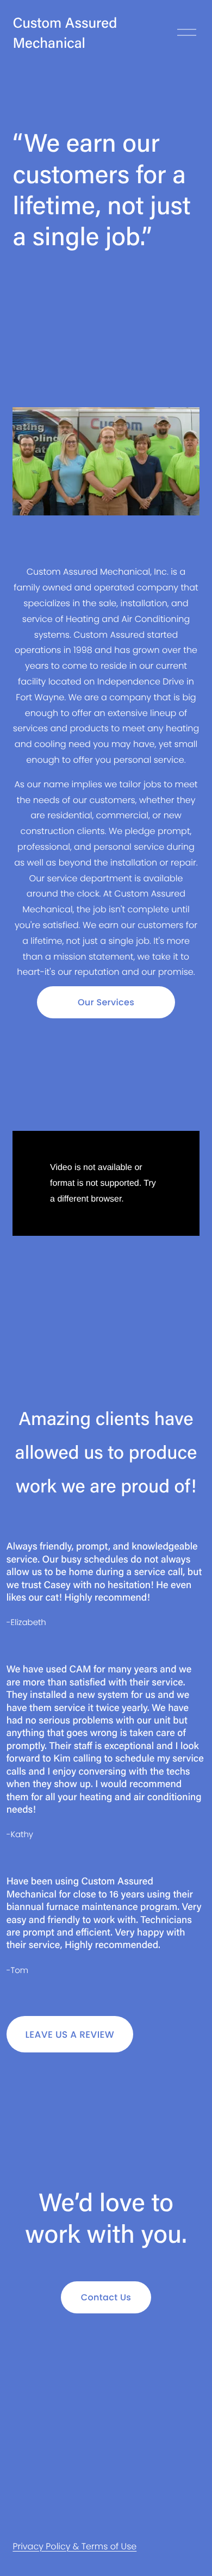 Custom Assured
Mechanical
“We earn our
customers for a
lifetime, not just
a single job.”
Custom Assured Mechanical, Inc. is a
family owned and operated company that
specializes in the sale, installation, and
service of Heating and Air Conditioning
systems. Custom Assured started
operations in 1998 and has grown over the
years to come to reside in our current
facility located on Independence Drive in
Fort Wayne. We are a company that is big
enough to offer an extensive lineup of
services and products to meet any heating
and cooling need you may have, yet small
enough to offer you personal service.
As our name implies we tailor jobs to meet
the needs of our customers, whether they
are residential, commercial, or new
construction clients. We pledge prompt,
professional, and personal service during
as well as beyond the installation or repair.
Our service department is available
around the clock. At Custom Assured
Mechanical, the job isn't complete until
you're satisfied. We earn our customers for
a lifetime, not just a single job. It's more
than a mission statement, we take it to
heart-it's our reputation and our promise.
Our Services
Video is not available or
format is not supported. Try
a different browser.
Amazing clients have
allowed us to produce
work we are proud of!
Always friendly, prompt, and knowledgeable
service. Our busy schedules do not always
allow us to be home during a service call, but
we trust Casey with no hesitation! He even
likes our cat! Highly recommend!
-Elizabeth
We have used CAM for many years and we
are more than satisfied with their service.
They installed a new system for us and we
have them service it twice yearly. We have
had no serious problems with our unit but
anything that goes wrong is taken care of
promptly. Their staff is exceptional and I look
forward to Kim calling to schedule my service
calls and I enjoy conversing with the techs
when they show up. I would recommend
them for all your heating and air conditioning
needs!
-Kathy
Have been using Custom Assured
Mechanical for close to 16 years using their
biannual furnace maintenance program. Very
easy and friendly to work with. Technicians
are prompt and efficient. Very happy with
their service, Highly recommended.
-Tom
LEAVE US A REVIEW
We’d love to
work with you.
Contact Us
Privacy Policy & Terms of Use